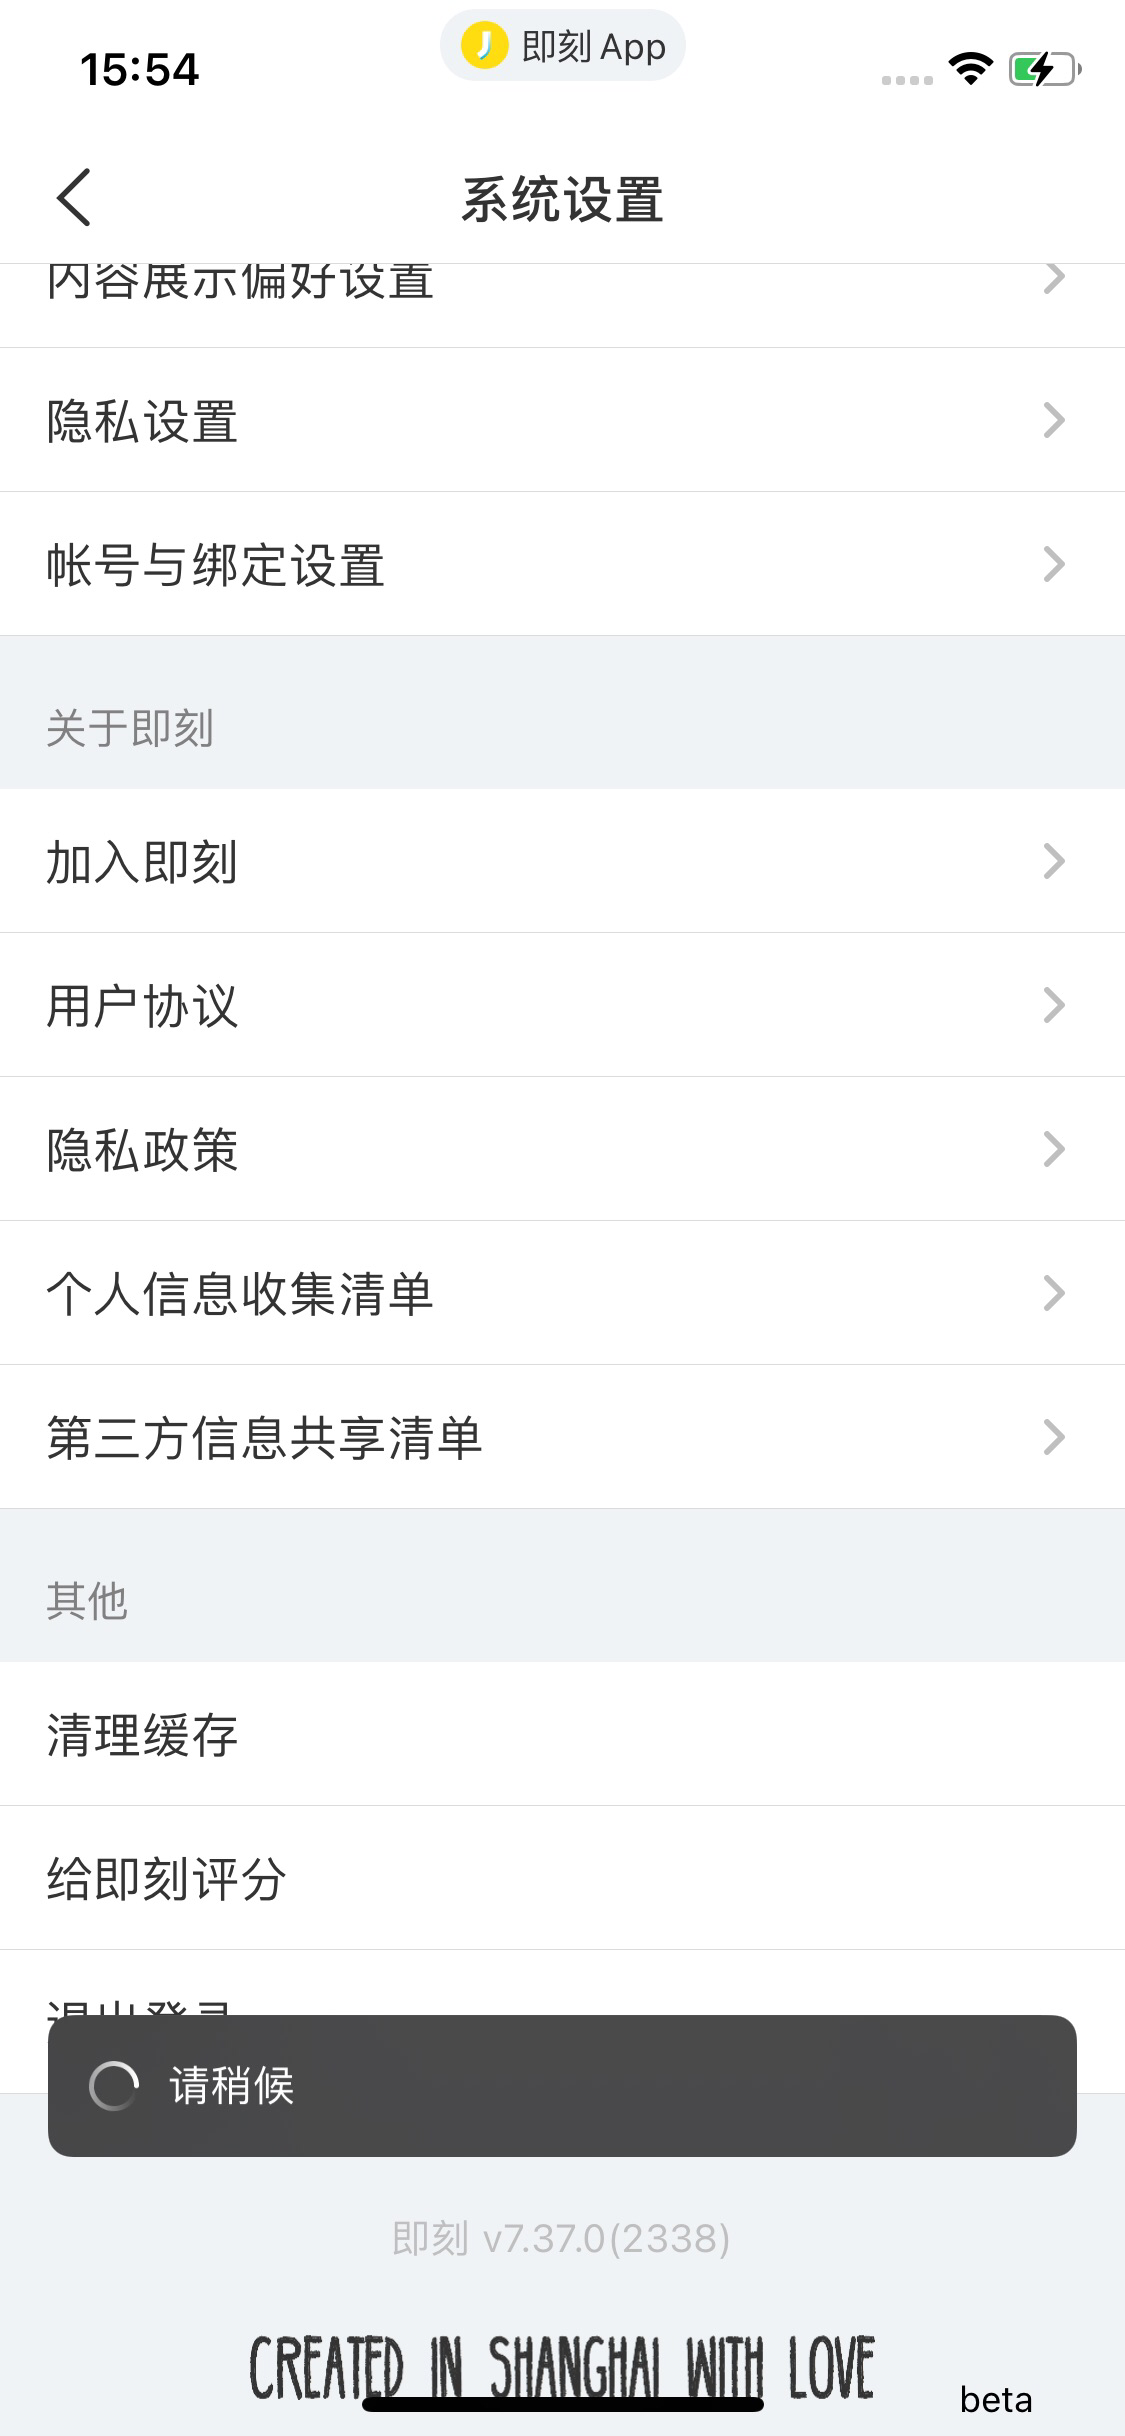 15:54
即刻 App
系统设置
内容展示偏好设置
隐私设置
帐号与绑定设置
关于即刻
加入即刻
用户协议
隐私政策
个人信息收集清单
第三方信息共享清单
其他
清理缓存
给即刻评分
退出登录
请稍候
即刻 v7.37.0(2338)
CREATED IN SHANGHAI WITH LOVE
beta